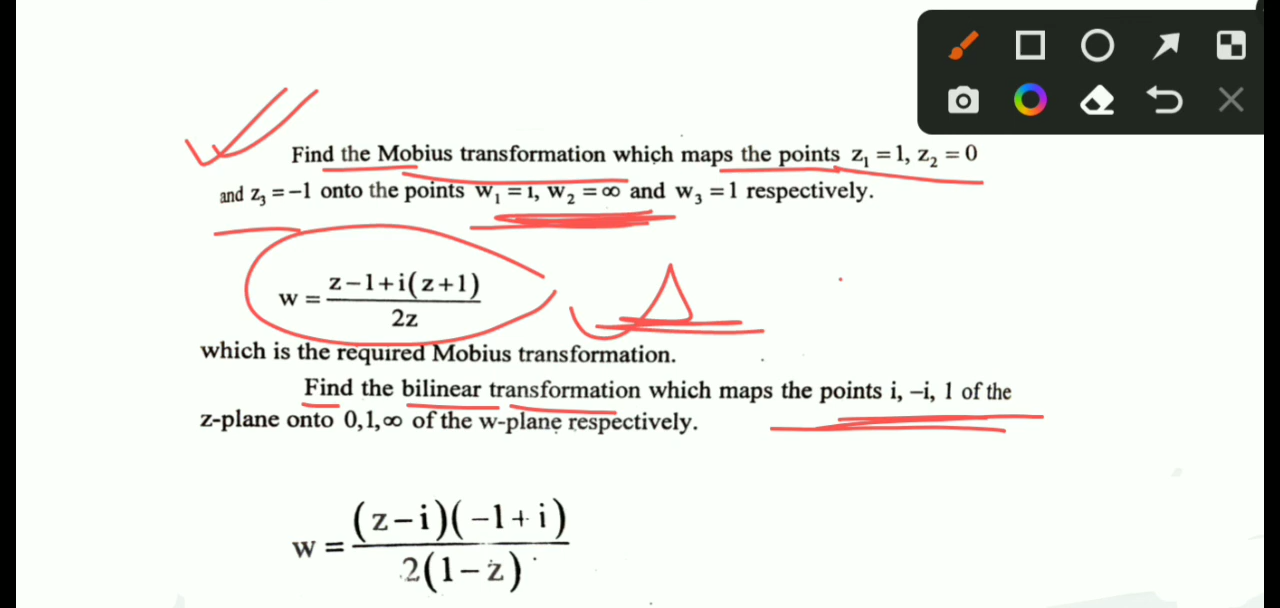 Find the Mobius transformation which maps the points z₁ = 1, z₂ = 0
and z₃ = −1 onto the points w₁ = i, w₂ = ∞ and w₃ = 1 respectively.
w = \frac{z−1+i(z+1)}{2z}
which is the required Mobius transformation.
Find the bilinear transformation which maps the points i, −i, 1 of the
z-plane onto 0,1,∞ of the w-plane respectively.
w = \frac{(z−i)(−1+i)}{2(1−z)}